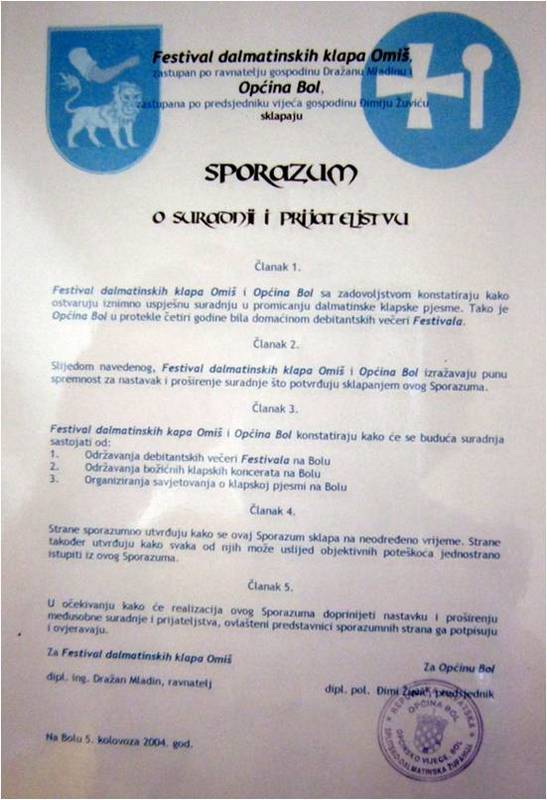 Festival dalmatinskih klapa Omiš,
zastupan po ravnatelju gospodinu Dražanu Mladinu i
Općina Bol,
zastupana po predsjedniku vijeća gospodinu Dimiju Žuviću
sklapaju
SPORAZUM
O SURADNJI I PRIJATELJSTVU
Članak 1.
Festival dalmatinskih klapa Omiš i Općina Bol sa zadovoljstvom konstatiraju kako
ostvaruju iznimno uspješnu suradnju u promicanju dalmatinske klapske pjesme. Tako je
Općina Bol u protekle četiri godine bila domaćinom debitantskih večeri Festivala.
Članak 2.
Slijedom navedenog, Festival dalmatinskih klapa Omiš i Općina Bol izražavaju punu
spremnost za nastavak i proširenje suradnje što potvrđuju sklapanjem ovog Sporazuma.
Članak 3.
Festival dalmatinskih kapa Omiš i Općina Bol konstatiraju kako će se buduća suradnja
sastojati od:
1. Održavanja debitantskih večeri Festivala na Bolu
2. Održavanja božićnih klapskih koncerata na Bolu
3. Organiziranja savjetovanja o klapskoj pjesmi na Bolu
Članak 4.
Strane sporazumno utvrđuju kako se ovaj Sporazum sklapa na neodređeno vrijeme. Strane
također utvrđuju kako svaka od njih može uslijed objektivnih poteškoća jednostrano
istupiti iz ovog Sporazuma.
Članak 5.
U očekivanju kako će realizacija ovog Sporazuma doprinijeti nastavku i proširenju
međusobne suradnje i prijateljstva, ovlašteni predstavnici sporazumnih strana ga potpisuju
i ovjeravaju.
Za Festival dalmatinskih klapa Omiš
Za Općinu Bol
dipl. ing. Dražan Mladin, ravnatelj
dipl. pol. Dimi Žuvić, predsjednik
REPUBLIKA HRVATSKA
OPĆINA BOL
OPĆINSKO VIJEĆE, BOL
SPLITSKO-DALMATINSKA ŽUPANIJA
Na Bolu 5. kolovoza 2004. god.